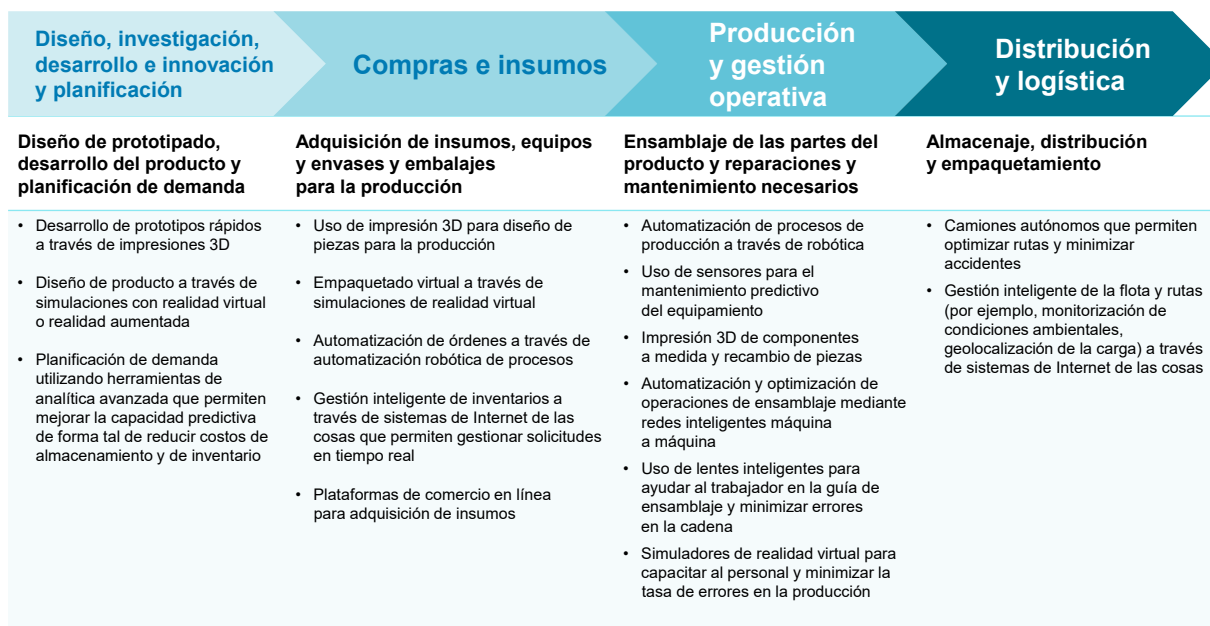 Diseño, investigación,
desarrollo e innovación
y planificación
Compras e insumos
Producción
y gestión
operativa
Distribución
y logística
Diseño de prototipado,
desarrollo del producto y
planificación de demanda
Adquisición de insumos, equipos
y envases y embalajes
para la producción
Ensamblaje de las partes del
producto y reparaciones y
mantenimiento necesarios
Almacenaje, distribución
y empaquetamiento
• Desarrollo de prototipos rápidos
a través de impresiones 3D
• Diseño de producto a través de
simulaciones con realidad virtual
o realidad aumentada
• Planificación de demanda
utilizando herramientas de
analítica avanzada que permiten
mejorar la capacidad predictiva
de forma tal de reducir costos de
almacenamiento y de inventario
• Uso de impresión 3D para diseño de
piezas para la producción
• Empaquetado virtual a través de
simulaciones de realidad virtual
• Automatización de órdenes a través de
automatización robótica de procesos
• Gestión inteligente de inventarios a
través de sistemas de Internet de las
cosas que permiten gestionar solicitudes
en tiempo real
• Plataformas de comercio en línea
para adquisición de insumos
• Automatización de procesos de
producción a través de robótica
• Uso de sensores para el
mantenimiento predictivo
del equipamiento
• Impresión 3D de componentes
a medida y recambio de piezas
• Automatización y optimización de
operaciones de ensamblaje mediante
redes inteligentes máquina
a máquina
• Uso de lentes inteligentes para
ayudar al trabajador en la guía de
ensamblaje y minimizar errores
en la cadena
• Simuladores de realidad virtual para
capacitar al personal y minimizar la
tasa de errores en la producción
• Camiones autónomos que permiten
optimizar rutas y minimizar
accidentes
• Gestión inteligente de la flota y rutas
(por ejemplo, monitorización de
condiciones ambientales,
geolocalización de la carga) a través
de sistemas de Internet de las cosas